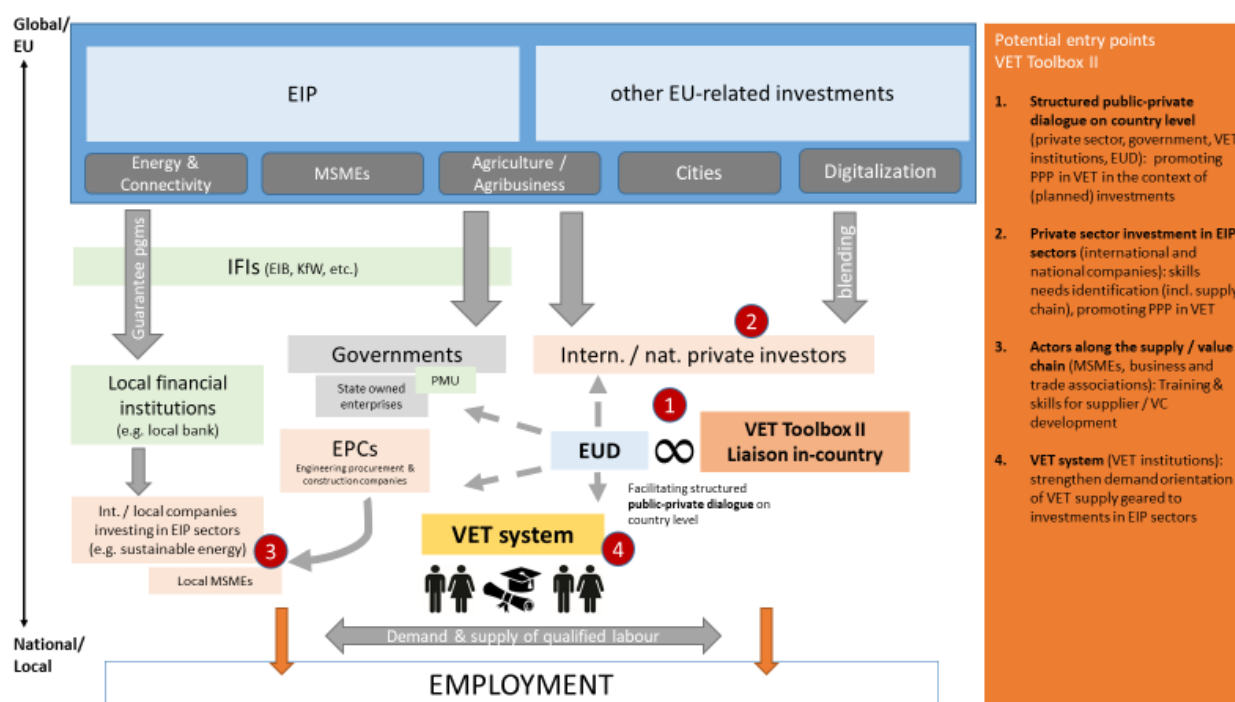 Global/
EU
EIP
other EU-related investments
Energy &
Connectivity
MSMEs
Agriculture /
Agribusiness
Cities
Digitalization
Guarantee pgms
IFIs (EIB, KfW, etc.)
blending
2
Governments
PMU
State owned
enterprises
Intern. / nat. private investors
Local financial
institutions
(e.g. local bank)
1
EPCs
Engineering procurement &
construction companies
EUD
∞
VET Toolbox II
Liaison in-country
Facilitating structured
public-private dialogue on
country level
Int. / local companies
investing in EIP sectors
(e.g. sustainable energy)
3
Local MSMEs
VET system
4
Demand & supply of qualified labour
National/
Local
EMPLOYMENT
Potential entry points
VET Toolbox II
1. Structured public-private
dialogue on country level
(private sector, government, VET
institutions, EUD): promoting
PPP in VET in the context of
(planned) investments
2. Private sector investment in EIP
sectors (international and
national companies): skills
needs identification (incl. supply
chain), promoting PPP in VET
3. Actors along the supply / value
chain (MSMEs, business and
trade associations): Training &
skills for supplier / VC
development
4. VET system (VET institutions):
strengthen demand orientation
of VET supply geared to
investments in EIP sectors